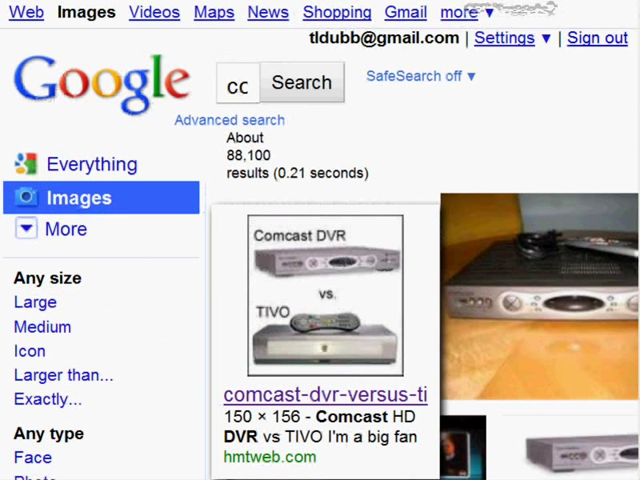 Web Images Videos Maps News Shopping Gmail more ▼
tldubb@gmail.com | Settings ▼ | Sign out
Google
cc
Search
SafeSearch off ▼
Advanced search
About
88,100
results (0.21 seconds)
Everything
Images
More
Any size
Large
Medium
Icon
Larger than...
Exactly...
Any type
Face
Photo
Comcast DVR
vs.
TIVO
comcast-dvr-versus-ti
150 × 156 - Comcast HD
DVR vs TIVO I'm a big fan
hmtweb.com